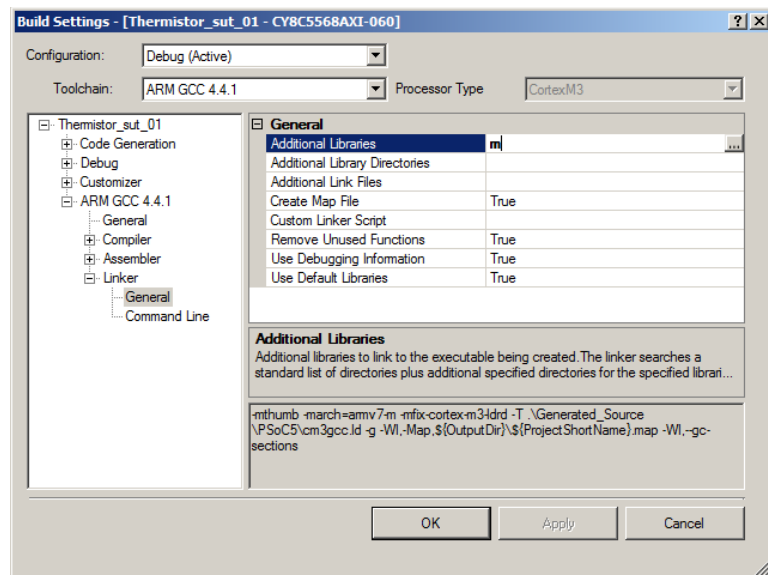 Build Settings - [Thermistor_sut_01 - CY8C5568AXI-060]
Configuration: Debug (Active)
Toolchain: ARM GCC 4.4.1 Processor Type CortexM3
Thermistor_sut_01
Code Generation
Debug
Customizer
ARM GCC 4.4.1
General
Compiler
Assembler
Linker
General
Command Line
General
Additional Libraries m ...
Additional Library Directories
Additional Link Files
Create Map File True
Custom Linker Script
Remove Unused Functions True
Use Debugging Information True
Use Default Libraries True
Additional Libraries
Additional libraries to link to the executable being created.The linker searches a
standard list of directories plus additional specified directories for the specified librari...
-mthumb -march=armv7-m -mfix-cortex-m3-ldrd -T .\Generated_Source
\PSoC5\cm3gcc.ld -g -Wl,-Map,${OutputDir}\${ProjectShortName}.map -Wl,--gc-
sections
OK Apply Cancel